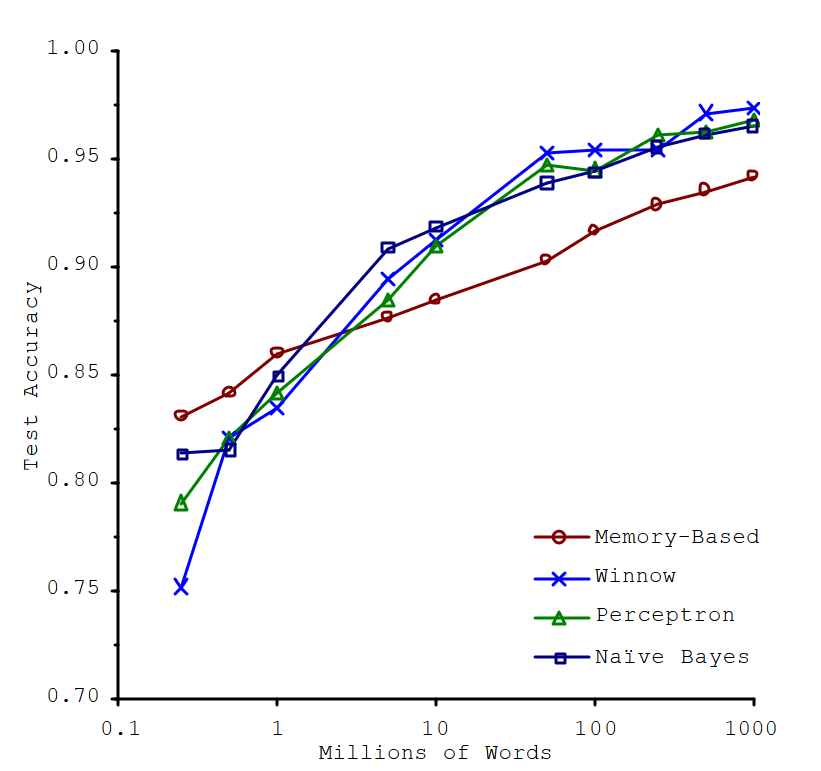 1.00
0.95
0.90
0.85
0.80
0.75
0.70
Test Accuracy
Memory-Based
Winnow
Perceptron
Naïve Bayes
0.1 1 10 100 1000
Millions of Words